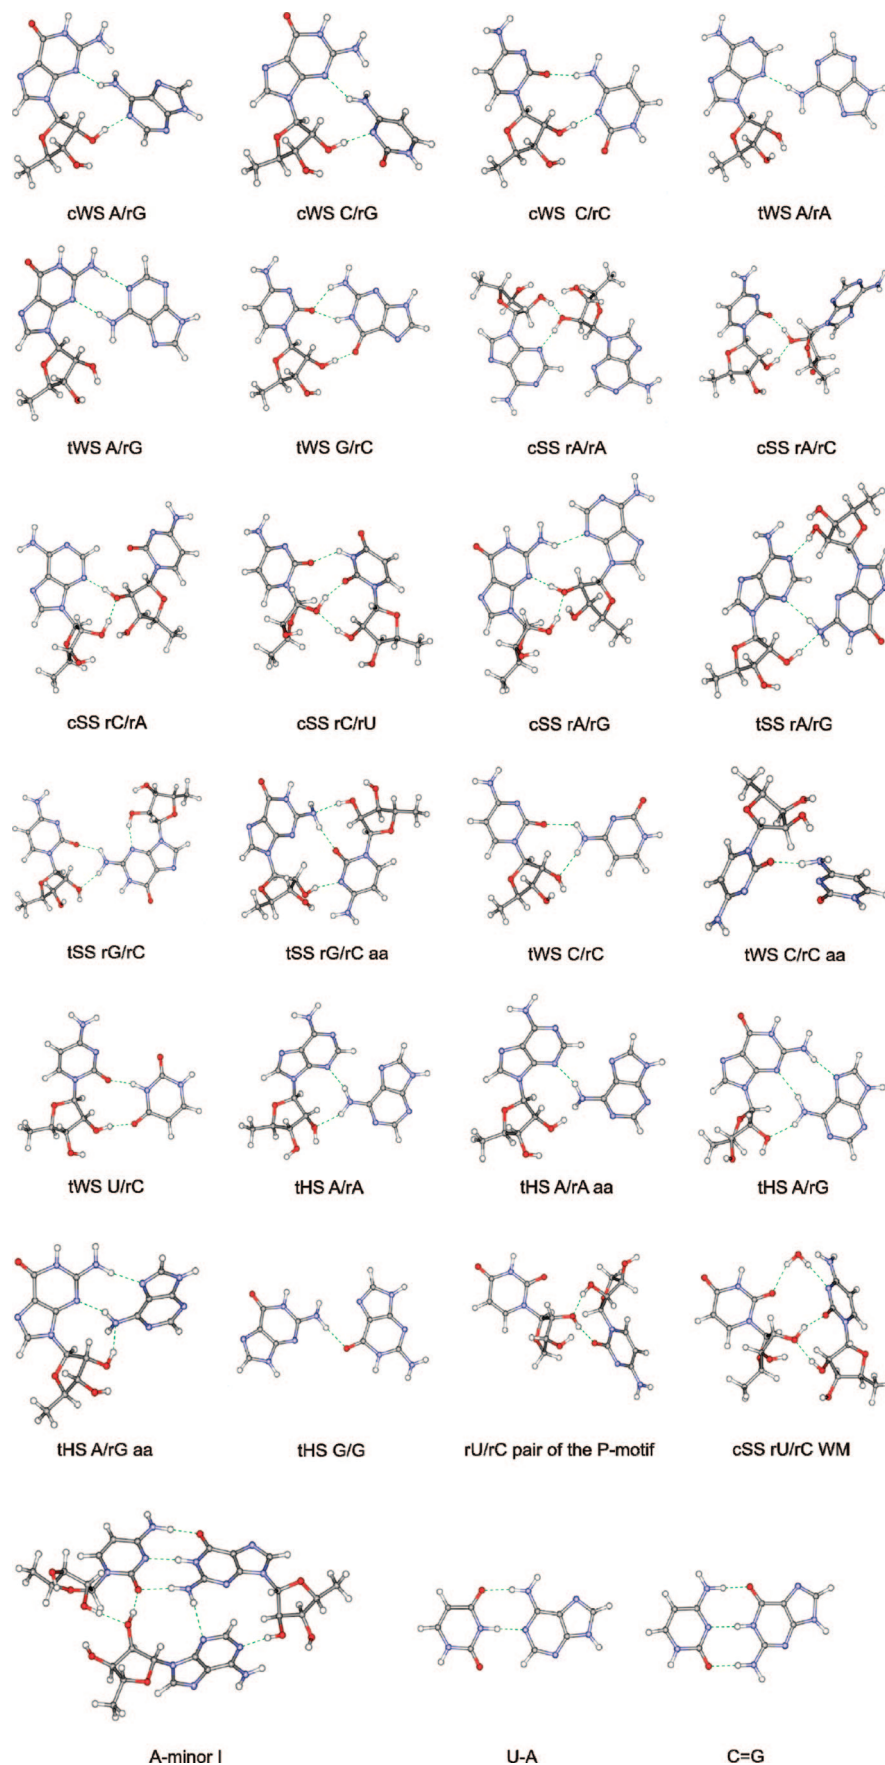 cWS A/rG cWS C/rG cWS C/rC tWS A/rA
tWS A/rG tWS G/rC cSS rA/rA cSS rA/rC
cSS rC/rA cSS rC/rU cSS rA/rG tSS rA/rG
tSS rG/rC tSS rG/rC aa tWS C/rC tWS C/rC aa
tWS U/rC tHS A/rA tHS A/rA aa tHS A/rG
tHS A/rG aa tHS G/G rU/rC pair of the P-motif cSS rU/rC WM
A-minor I U-A C=G